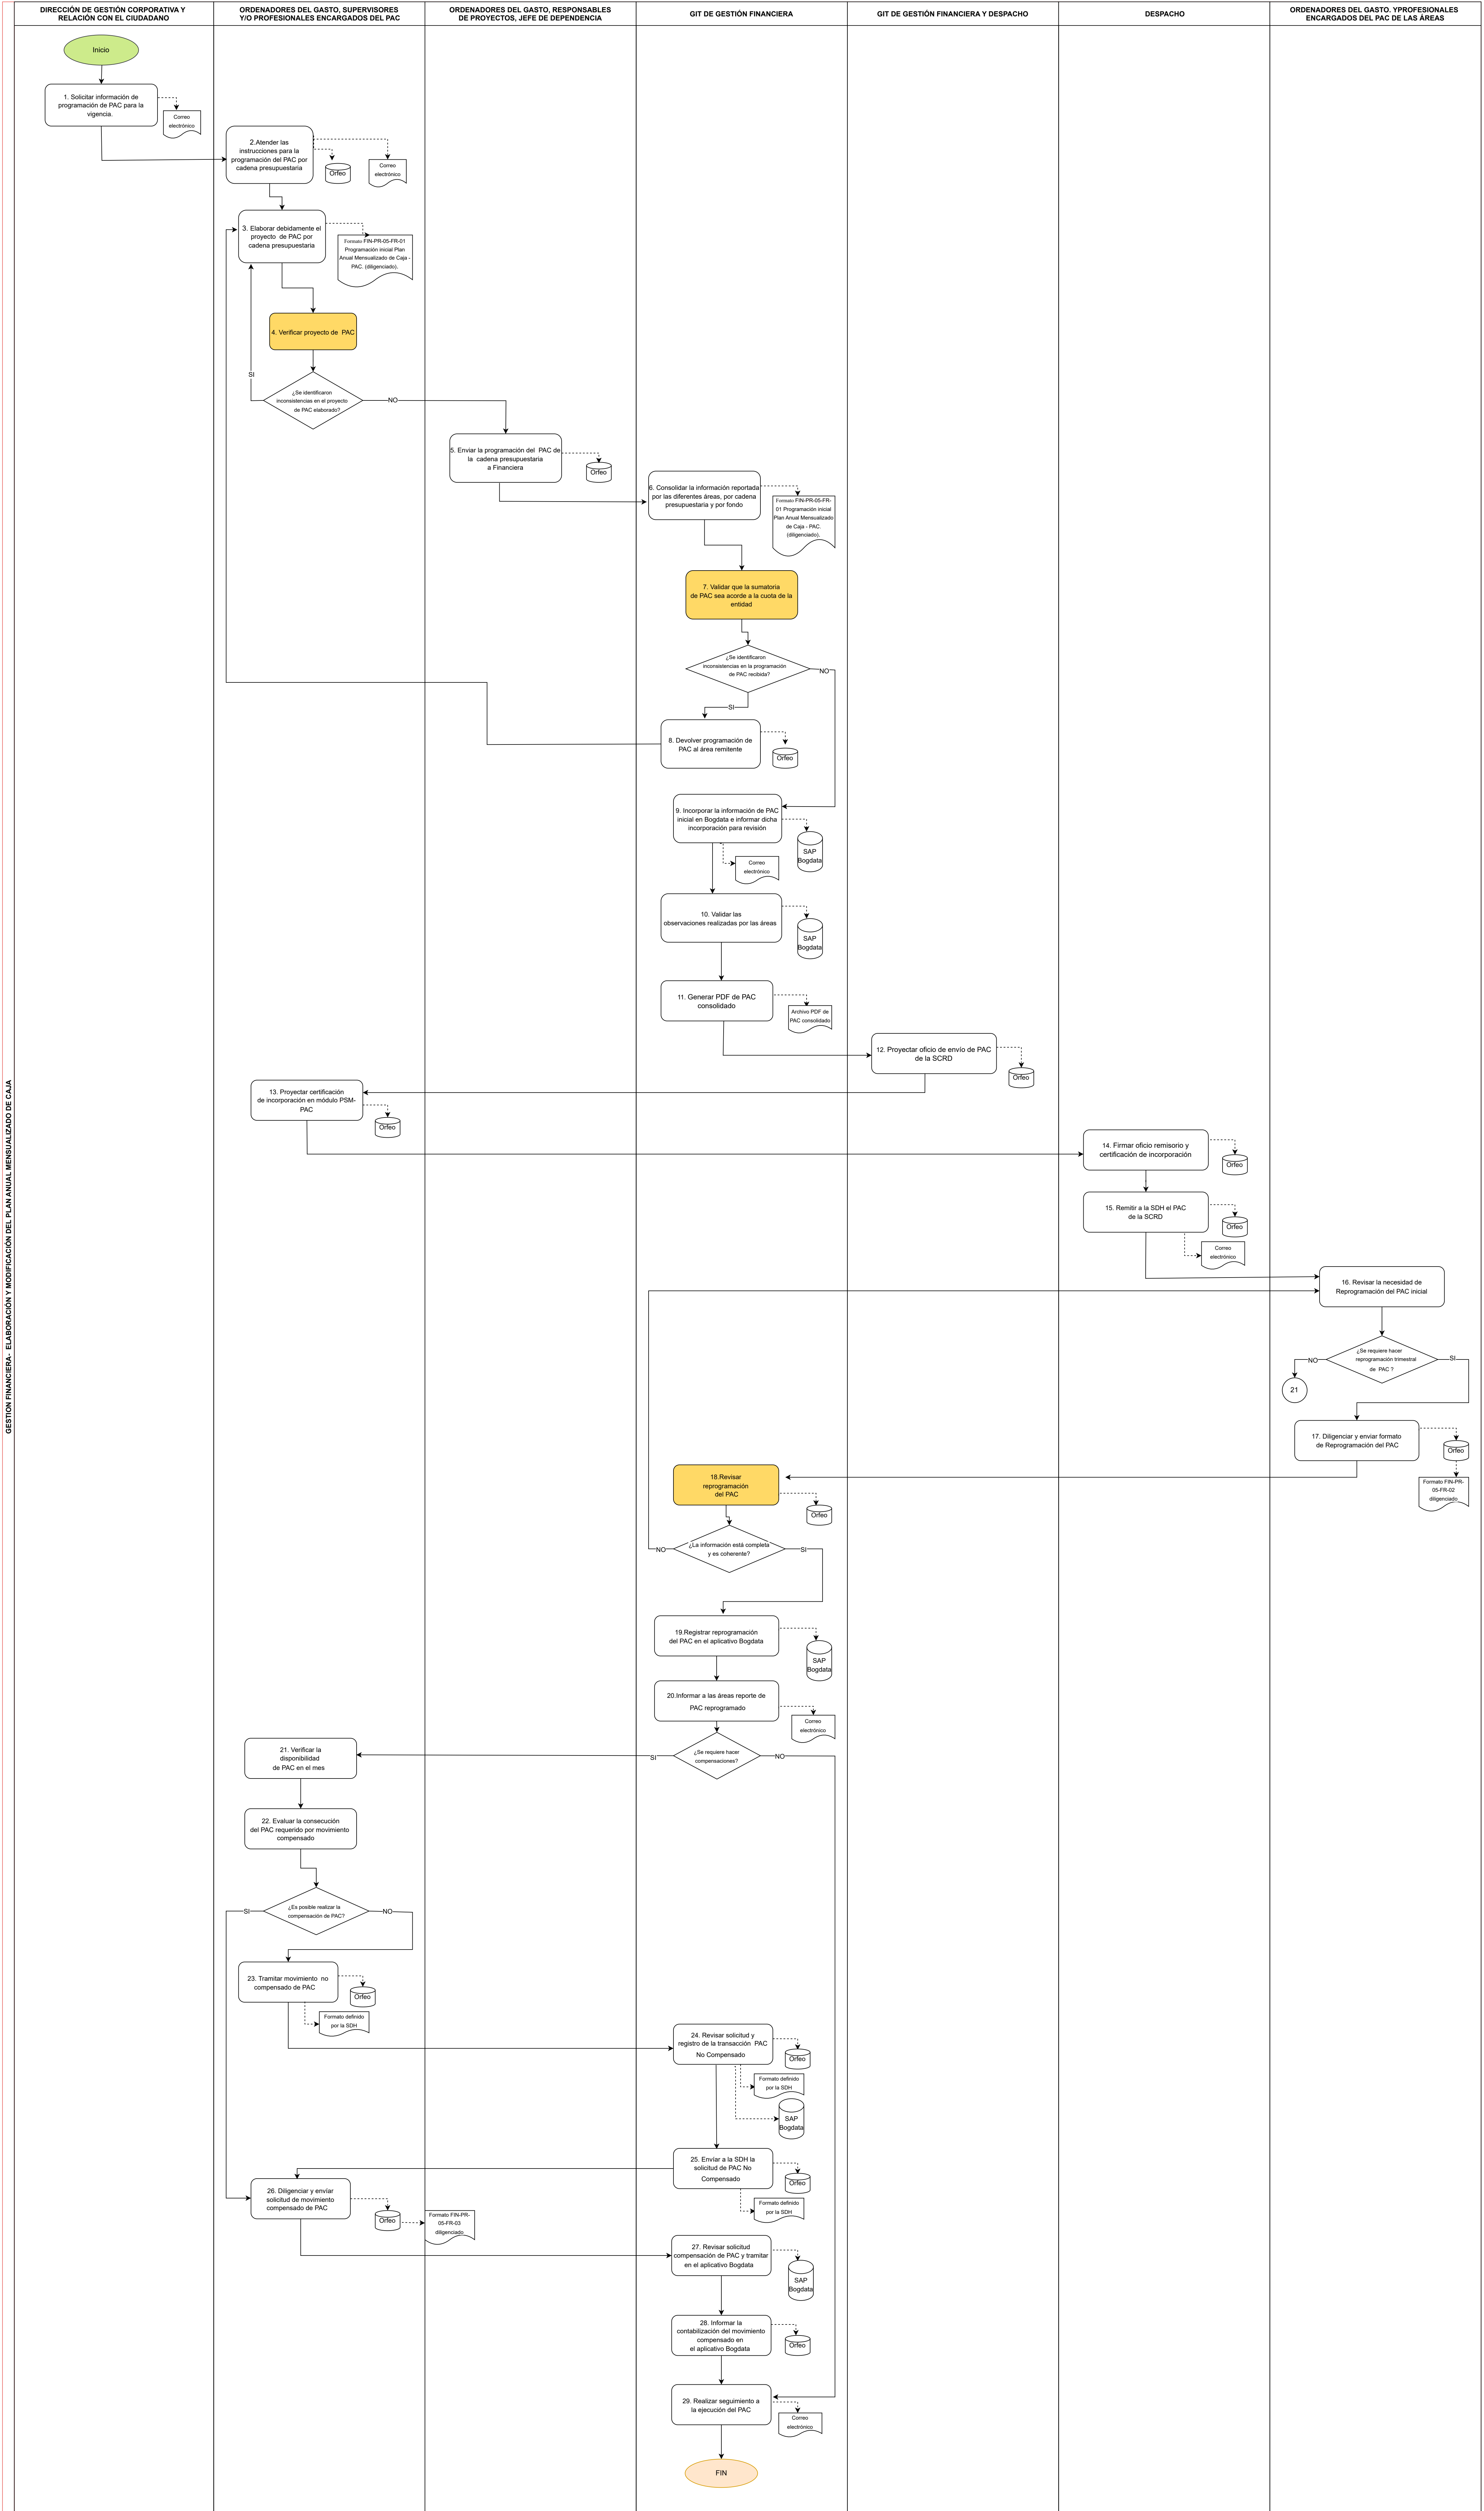 DIRECCIÓN DE GESTIÓN CORPORATIVA Y
RELACIÓN CON EL CIUDADANO
ORDENADORES DEL GASTO, SUPERVISORES
Y/O PROFESIONALES ENCARGADOS DEL PAC
ORDENADORES DEL GASTO, RESPONSABLES
DE PROYECTOS, JEFE DE DEPENDENCIA
GIT DE GESTIÓN FINANCIERA
GIT DE GESTIÓN FINANCIERA Y DESPACHO
DESPACHO
ORDENADORES DEL GASTO. YPROFESIONALES
ENCARGADOS DEL PAC DE LAS ÁREAS
GESTION FINANCIERA- ELABORACIÓN Y MODIFICACIÓN DEL PLAN ANUAL MENSUALIZADO DE CAJA
Inicio
1. Solicitar información de
programación de PAC para la
vigencia.
Correo
electrónico
2.Atender las
instrucciones para la
programación del PAC por
cadena presupuestaria
Orfeo
Correo
electrónico
3. Elaborar debidamente el
proyecto de PAC por
cadena presupuestaria
Formato FIN-PR-05-FR-01
Programación inicial Plan
Anual Mensualizado de Caja -
PAC. (diligenciado).
4. Verificar proyecto de PAC
SI
¿Se identificaron
inconsistencias en el proyecto
de PAC elaborado?
NO
5. Enviar la programación del PAC de
la cadena presupuestaria
a Financiera
Orfeo
6. Consolidar la información reportada
por las diferentes áreas, por cadena
presupuestaria y por fondo
Formato FIN-PR-05-FR-
01 Programación inicial
Plan Anual Mensualizado
de Caja - PAC.
(diligenciado).
7. Validar que la sumatoria
de PAC sea acorde a la cuota de la
entidad
¿Se identificaron
inconsistencias en la programación
de PAC recibida?
NO
SI
8. Devolver programación de
PAC al área remitente
Orfeo
9. Incorporar la información de PAC
inicial en Bogdata e informar dicha
incorporación para revisión
SAP
Bogdata
Correo
electrónico
10. Validar las
observaciones realizadas por las áreas
SAP
Bogdata
11. Generar PDF de PAC
consolidado
Archivo PDF de
PAC consolidado
12. Proyectar oficio de envío de PAC
de la SCRD
Orfeo
13. Proyectar certificación
de incorporación en módulo PSM-
PAC
Orfeo
14. Firmar oficio remisorio y
certificación de incorporación
Orfeo
15. Remitir a la SDH el PAC
de la SCRD
Orfeo
Correo
electrónico
16. Revisar la necesidad de
Reprogramación del PAC inicial
¿Se requiere hacer
reprogramación trimestral
de PAC ?
NO
SI
21
17. Diligenciar y enviar formato
de Reprogramación del PAC
Orfeo
Formato FIN-PR-
05-FR-02
diligenciado
18.Revisar
reprogramación
del PAC
Orfeo
¿La información está completa
y es coherente?
NO
SI
19.Registrar reprogramación
del PAC en el aplicativo Bogdata
SAP
Bogdata
20.Informar a las áreas reporte de
PAC reprogramado
Correo
electrónico
¿Se requiere hacer
compensaciones?
SI
NO
21. Verificar la
disponibilidad
de PAC en el mes
22. Evaluar la consecución
del PAC requerido por movimiento
compensado
¿Es posible realizar la
compensación de PAC?
SI
NO
23. Tramitar movimiento no
compensado de PAC
Orfeo
Formato definido
por la SDH
24. Revisar solicitud y
registro de la transacción PAC
No Compensado
Orfeo
Formato definido
por la SDH
SAP
Bogdata
25. Enviar a la SDH la
solicitud de PAC No
Compensado
Orfeo
Formato definido
por la SDH
26. Diligenciar y enviar
solicitud de movimiento
compensado de PAC
Orfeo
Formato FIN-PR-
05-FR-03
diligenciado
27. Revisar solicitud
compensación de PAC y tramitar
en el aplicativo Bogdata
SAP
Bogdata
28. Informar la
contabilización del movimiento
compensado en
el aplicativo Bogdata
Orfeo
29. Realizar seguimiento a
la ejecución del PAC
Correo
electrónico
FIN